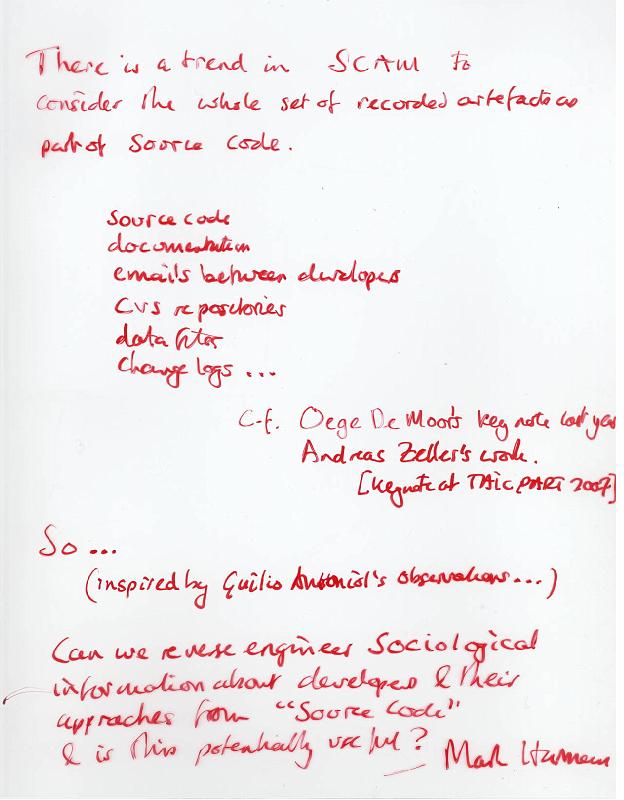 There is a trend in SCAM to
consider the whole set of recorded artefacts as
part of source code.
source code
documentation
emails between developers
CVS repositories
data files
change logs ...
c.f. Oege De Moor's keynote last year
Andreas Zeller's work.
[keynote at TAICPART 2007]
So ...
(inspired by Guilio Antoniol's observations...)
Can we reverse engineer Sociological
information about developers & their
approaches from "Source Code"
& is this potentially useful?
Mark Harman